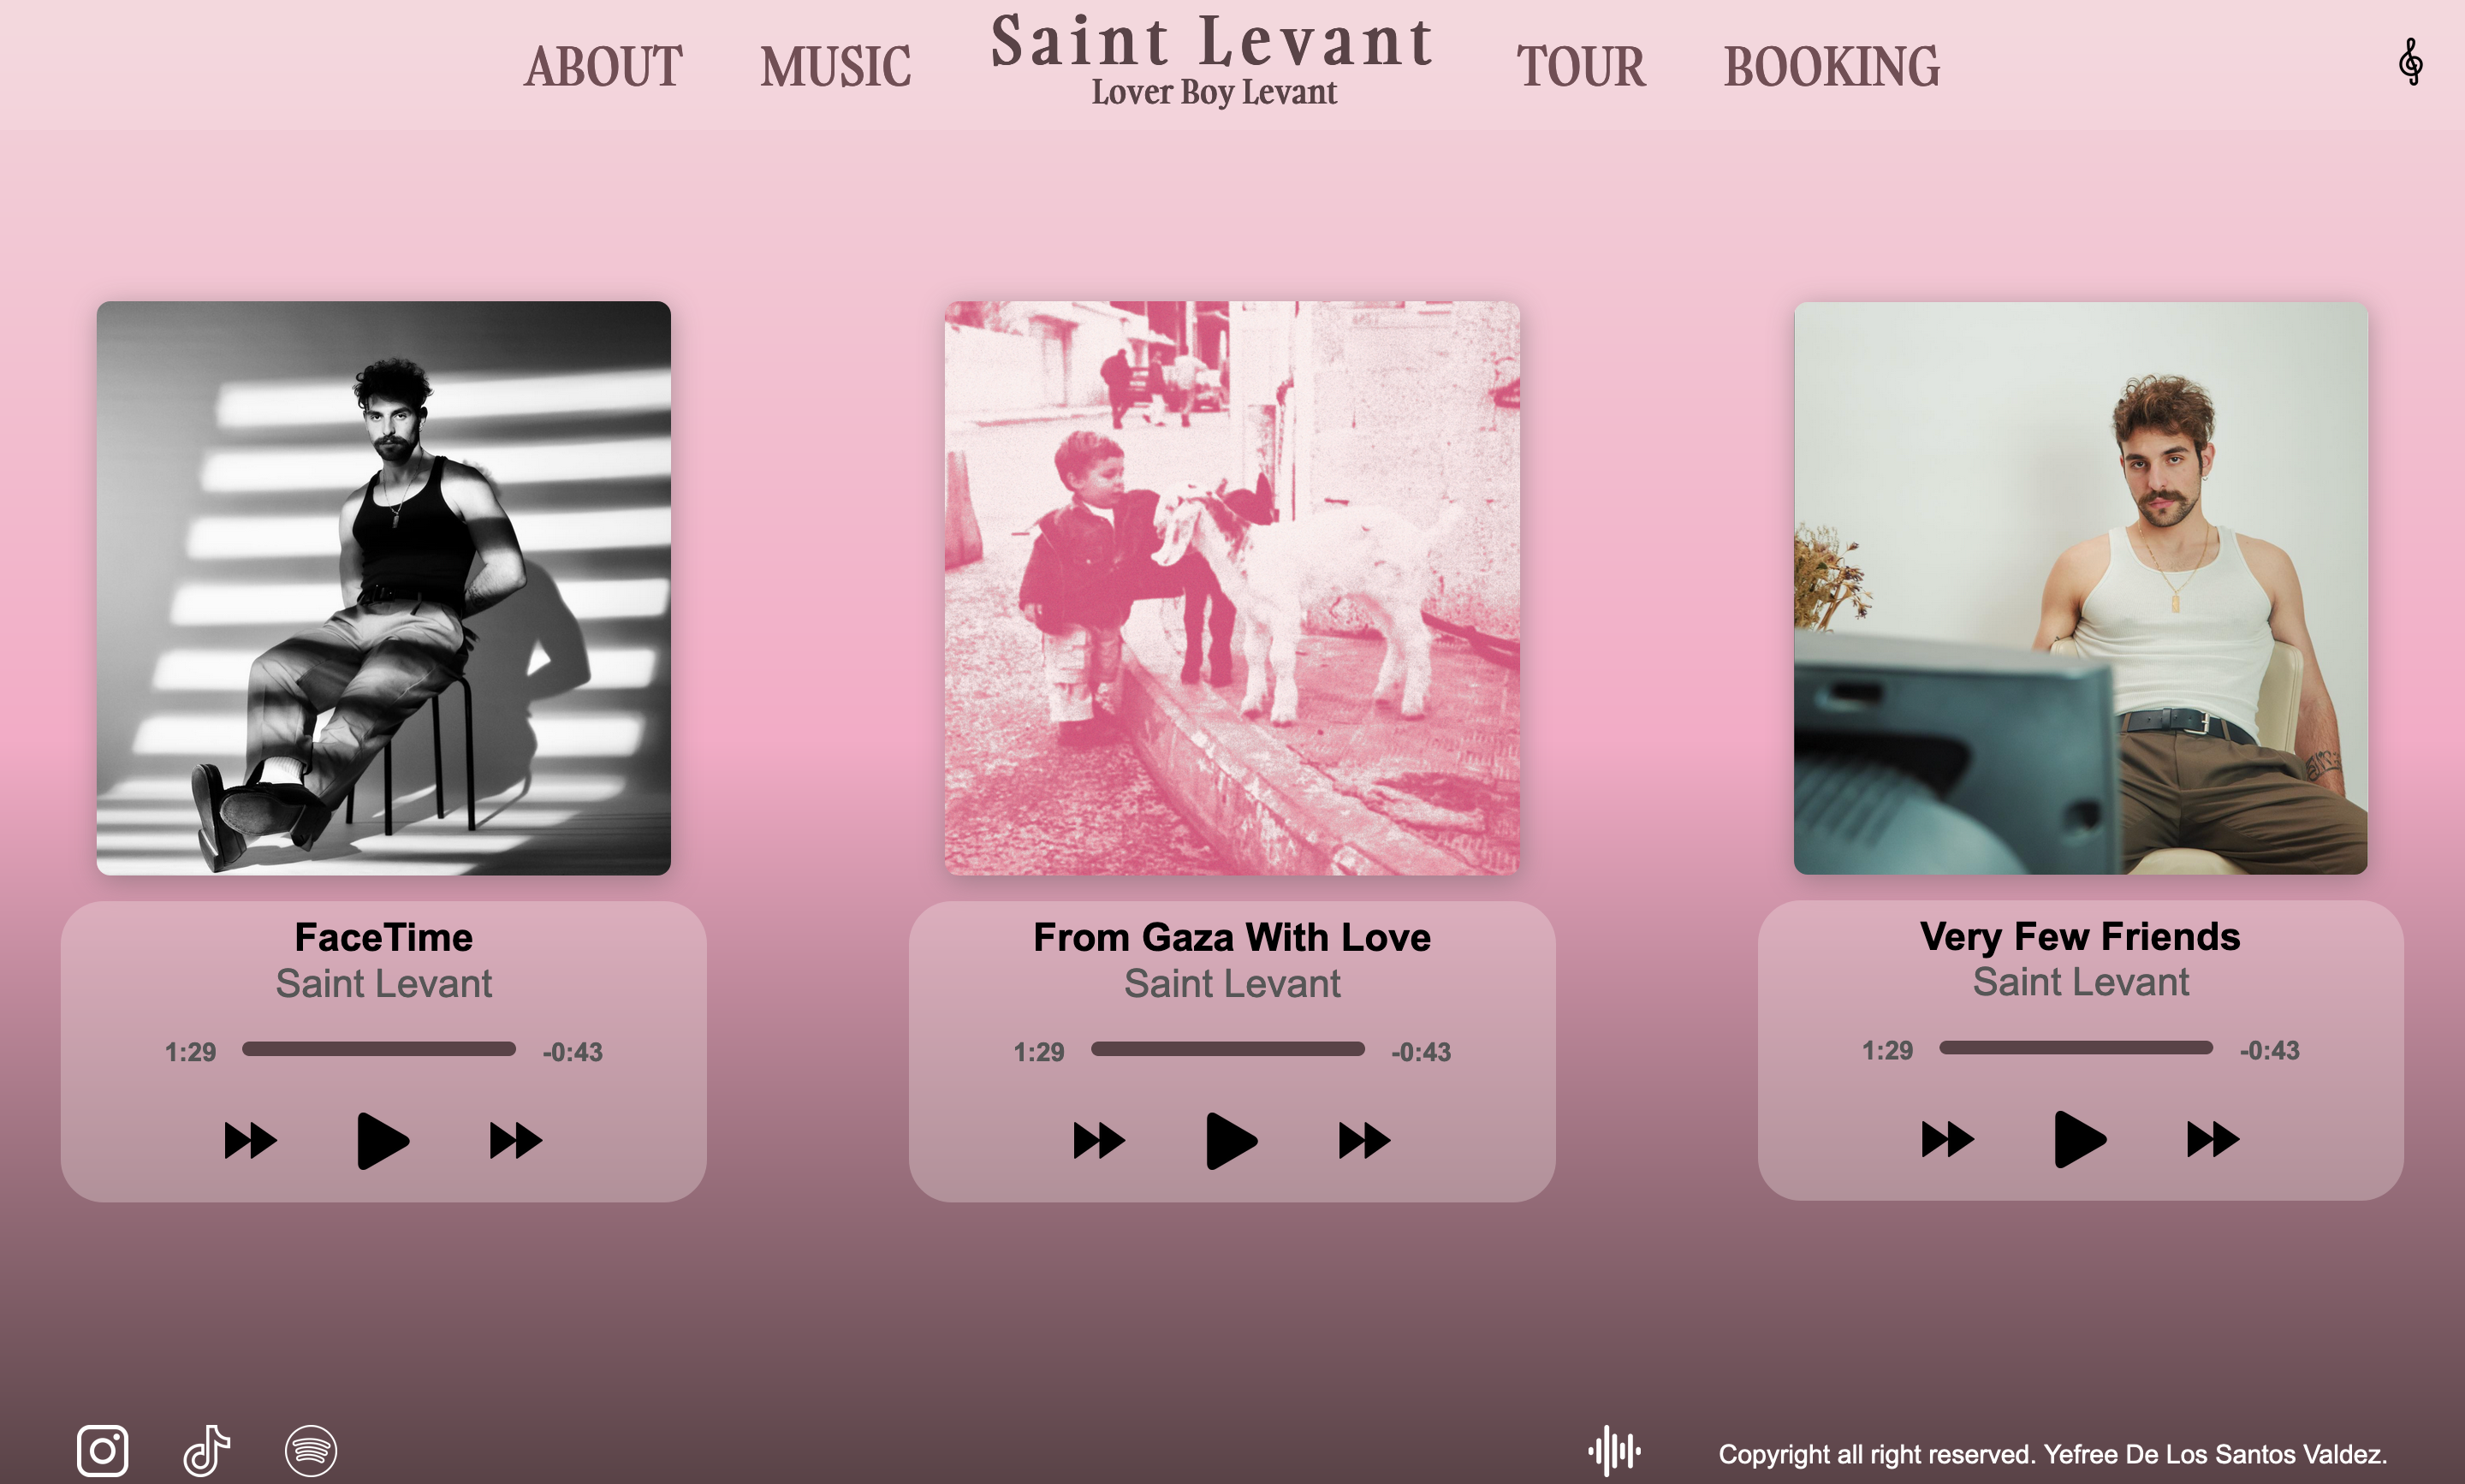 ABOUT
MUSIC
Saint Levant
Lover Boy Levant
TOUR
BOOKING
FaceTime
Saint Levant
1:29
-0:43
From Gaza With Love
Saint Levant
1:29
-0:43
Very Few Friends
Saint Levant
1:29
-0:43
Copyright all right reserved. Yefree De Los Santos Valdez.